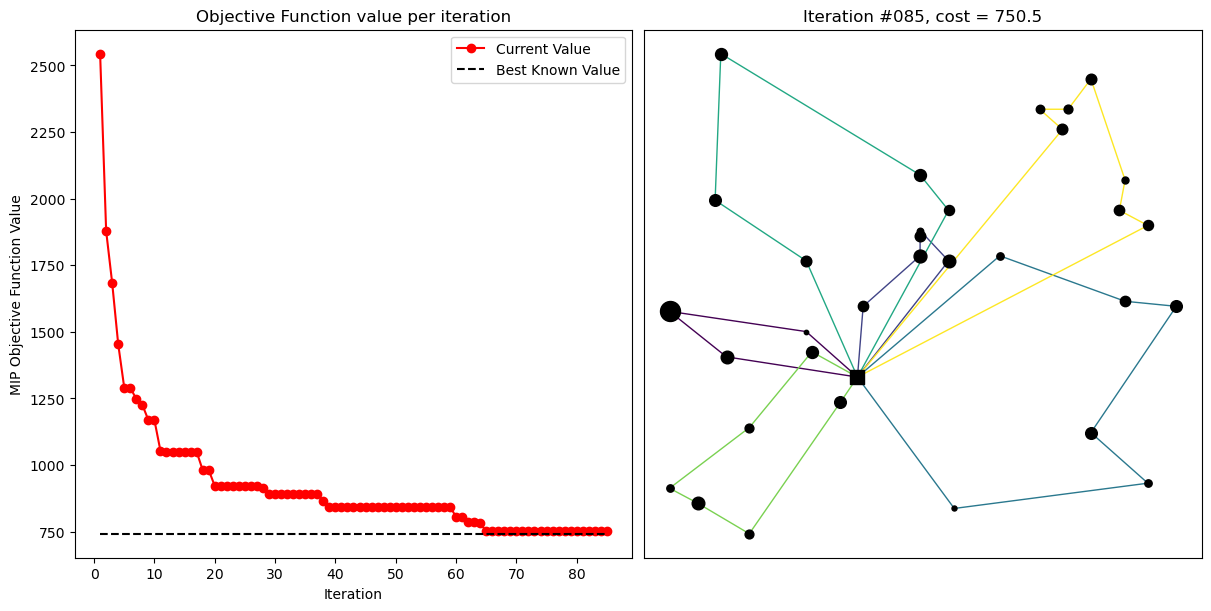 Objective Function value per iteration
Current Value
Best Known Value
MIP Objective Function Value
2500
2250
2000
1750
1500
1250
1000
750
0 10 20 30 40 50 60 70 80
Iteration
Iteration #085, cost = 750.5